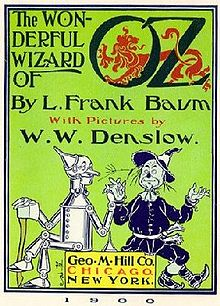 The WON-
DERFUL
WIZARD
OF OZ
By L. Frank Baum
With Pictures by
W. W. Denslow.
Geo. M. Hill Co.
CHICAGO.
NEW YORK.
1900